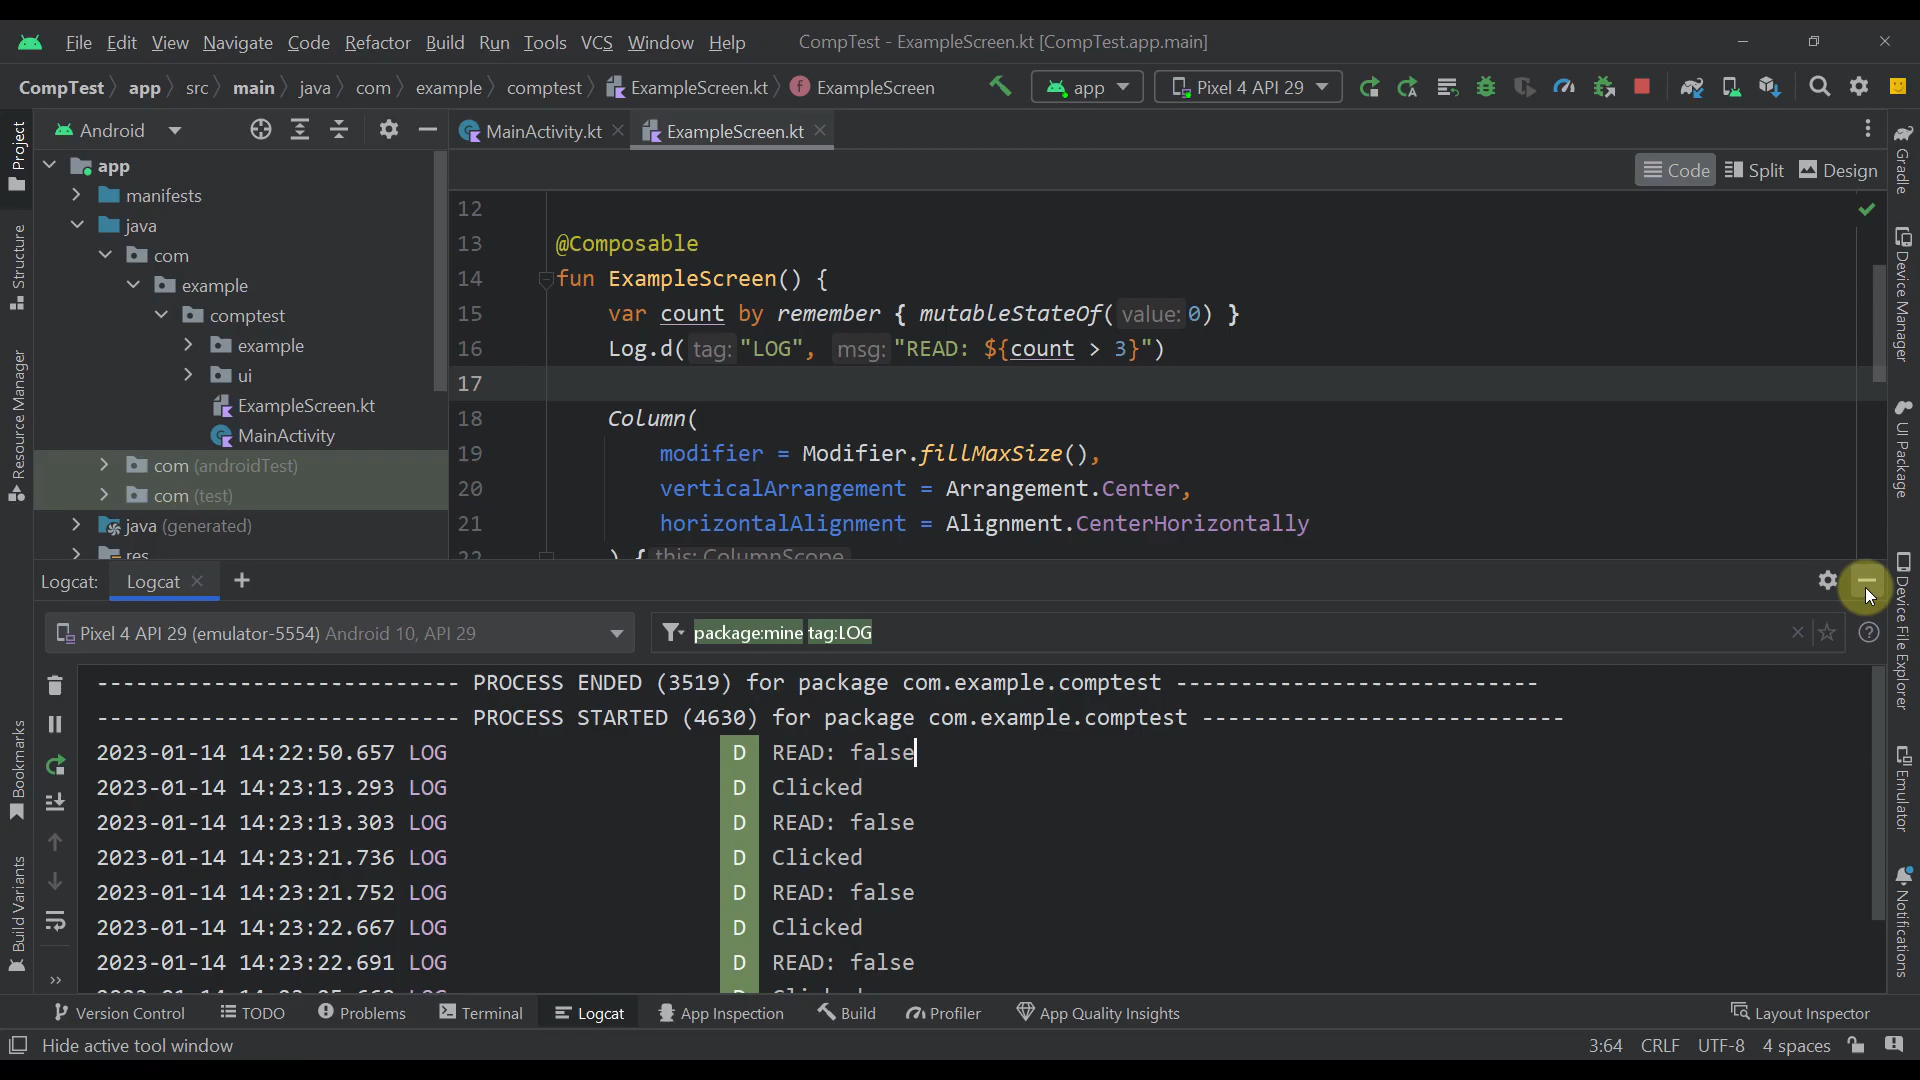 File Edit View Navigate Code Refactor Build Run Tools VCS Window Help CompTest - ExampleScreen.kt [CompTest.app.main]
CompTest app src main java com example comptest ExampleScreen.kt ExampleScreen app Pixel 4 API 29
Android
MainActivity.kt ExampleScreen.kt
Code Split Design
Project
Structure
Resource Manager
Bookmarks
Build Variants
app
manifests
java
com
example
comptest
example
ui
ExampleScreen.kt
MainActivity
com (androidTest)
com (test)
java (generated)
res
12
13 @Composable
14 fun ExampleScreen() {
15 var count by remember { mutableStateOf( value: 0) }
16 Log.d( tag: "LOG", msg: "READ: ${count > 3}")
17
18 Column(
19 modifier = Modifier.fillMaxSize(),
20 verticalArrangement = Arrangement.Center,
21 horizontalAlignment = Alignment.CenterHorizontally
22 ) { this: ColumnScope
Gradle
Device Manager
UI Package
Device File Explorer
Emulator
Notifications
Logcat: Logcat
Pixel 4 API 29 (emulator-5554) Android 10, API 29 package:mine tag:LOG
---------------------------- PROCESS ENDED (3519) for package com.example.comptest ----------------------------
---------------------------- PROCESS STARTED (4630) for package com.example.comptest ----------------------------
2023-01-14 14:22:50.657 LOG D READ: false
2023-01-14 14:23:13.293 LOG D Clicked
2023-01-14 14:23:13.303 LOG D READ: false
2023-01-14 14:23:21.736 LOG D Clicked
2023-01-14 14:23:21.752 LOG D READ: false
2023-01-14 14:23:22.667 LOG D Clicked
2023-01-14 14:23:22.691 LOG D READ: false
Version Control TODO Problems Terminal Logcat App Inspection Build Profiler App Quality Insights Layout Inspector
Hide active tool window 3:64 CRLF UTF-8 4 spaces